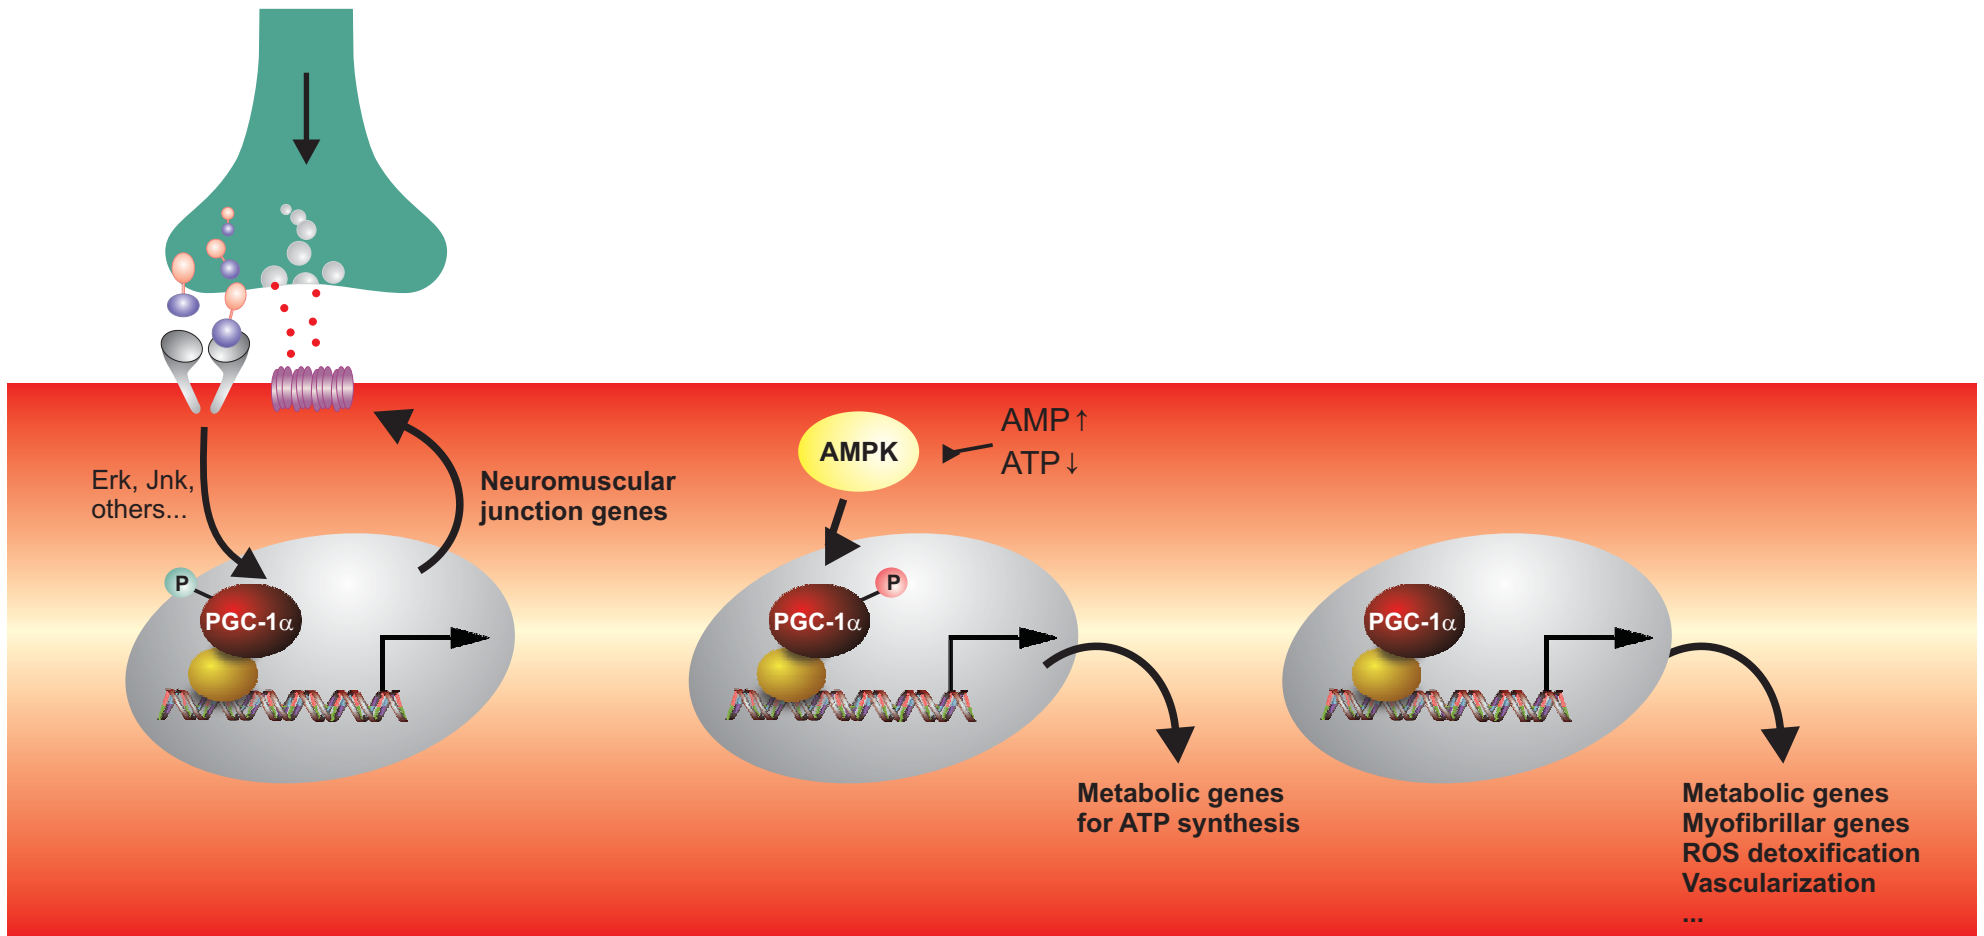 Erk, Jnk,
others...
Neuromuscular
junction genes
P
PGC-1α
AMPK
AMP↑
ATP↓
P
PGC-1α
Metabolic genes
for ATP synthesis
PGC-1α
Metabolic genes
Myofibrillar genes
ROS detoxification
Vascularization
...